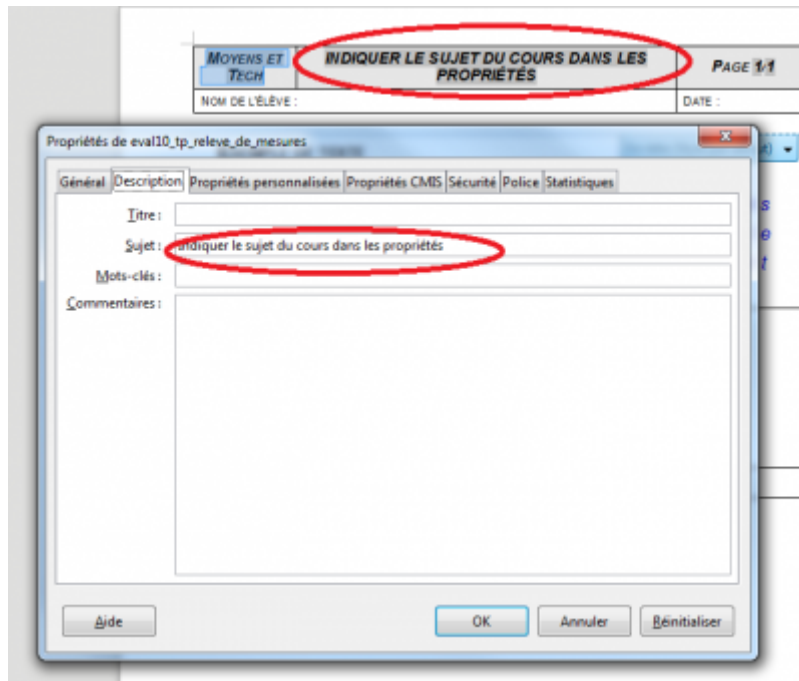 MOYENS ET TECH
INDIQUER LE SUJET DU COURS DANS LES PROPRIÉTÉS
PAGE 1/1
NOM DE L'ÉLÈVE :
DATE :
Propriétés de eval10_tp_releve_de_mesures
Général Description Propriétés personnalisées Propriétés CMIS Sécurité Police Statistiques
Titre :
Sujet : Indiquer le sujet du cours dans les propriétés
Mots-clés :
Commentaires :
Aide OK Annuler Réinitialiser